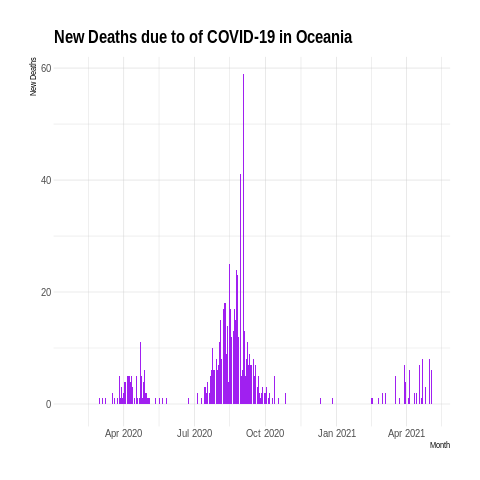 New Deaths due to of COVID-19 in Oceania
New Deaths
60
40
20
0
Apr 2020 Jul 2020 Oct 2020 Jan 2021 Apr 2021
Month